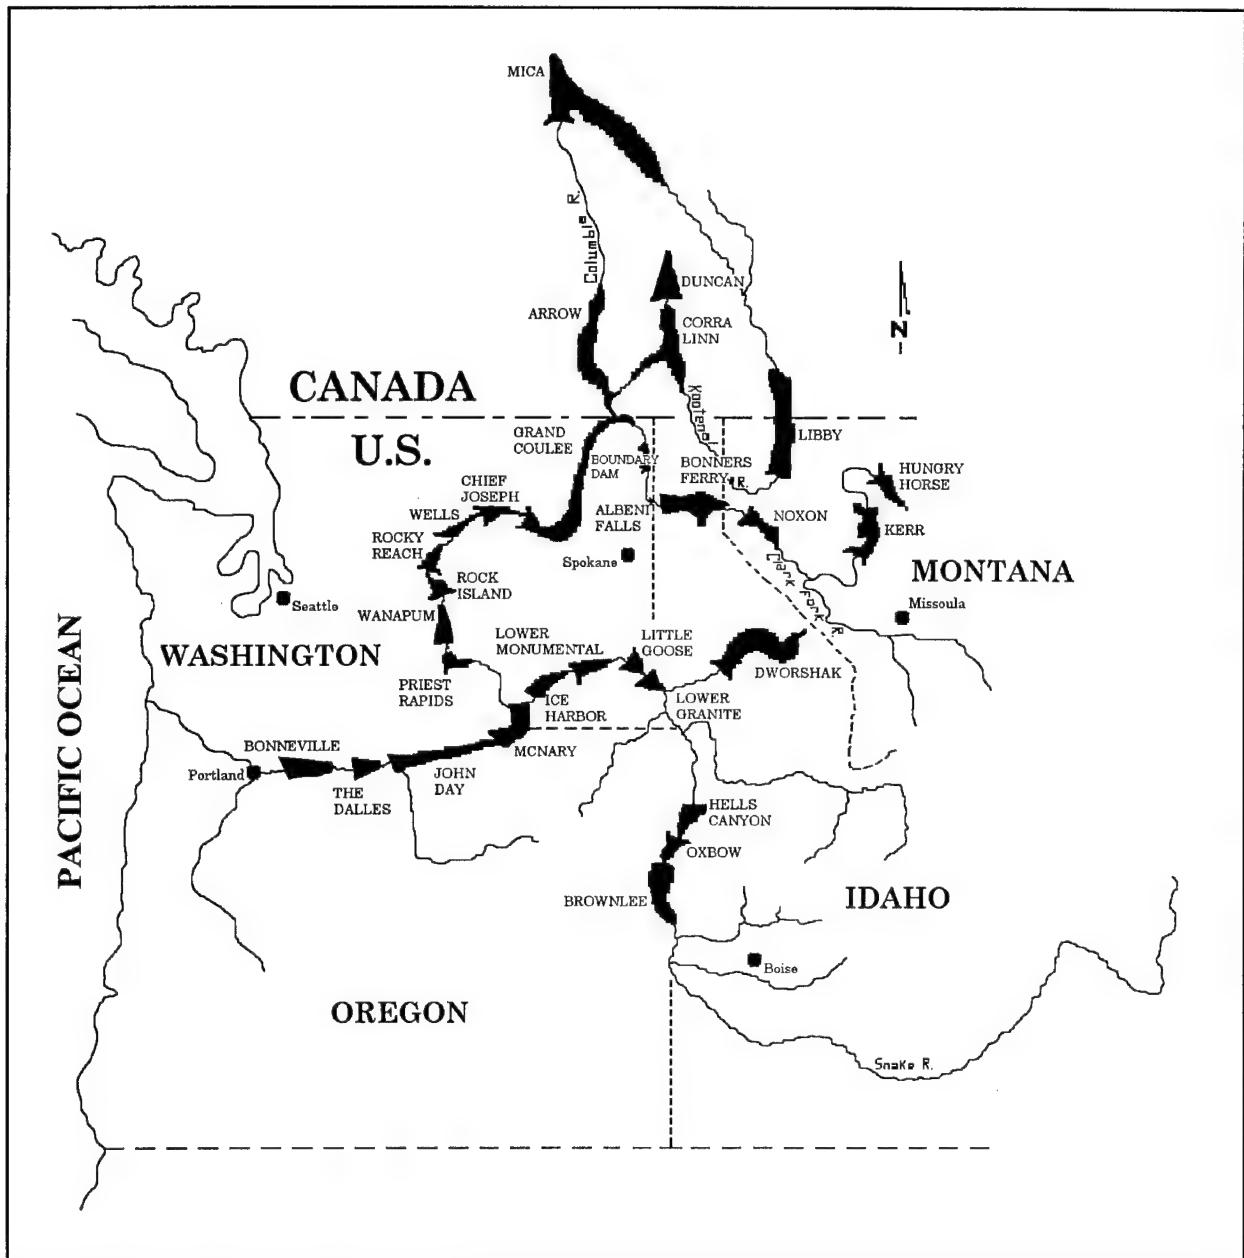 MICA
Columbia R.
DUNCAN
ARROW
CORRA
LINN
N
CANADA
Kootenai
R.
U.S.
GRAND
COULEE
BOUNDARY
DAM
BONNERS
FERRY
LIBBY
HUNGRY
HORSE
CHIEF
JOSEPH
WELLS
ALBENI
FALLS
NOXON
KERR
ROCKY
REACH
Spokane
Clark Fork R.
MONTANA
ROCK
ISLAND
Seattle
Missoula
WANAPUM
LOWER
MONUMENTAL
LITTLE
GOOSE
WASHINGTON
DWORSHAK
PRIEST
RAPIDS
ICE
HARBOR
LOWER
GRANITE
PACIFIC OCEAN
BONNEVILLE
MCNARY
Portland
JOHN
DAY
THE
DALLES
HELLS
CANYON
OXBOW
BROWNLEE
IDAHO
Boise
OREGON
Snake R.